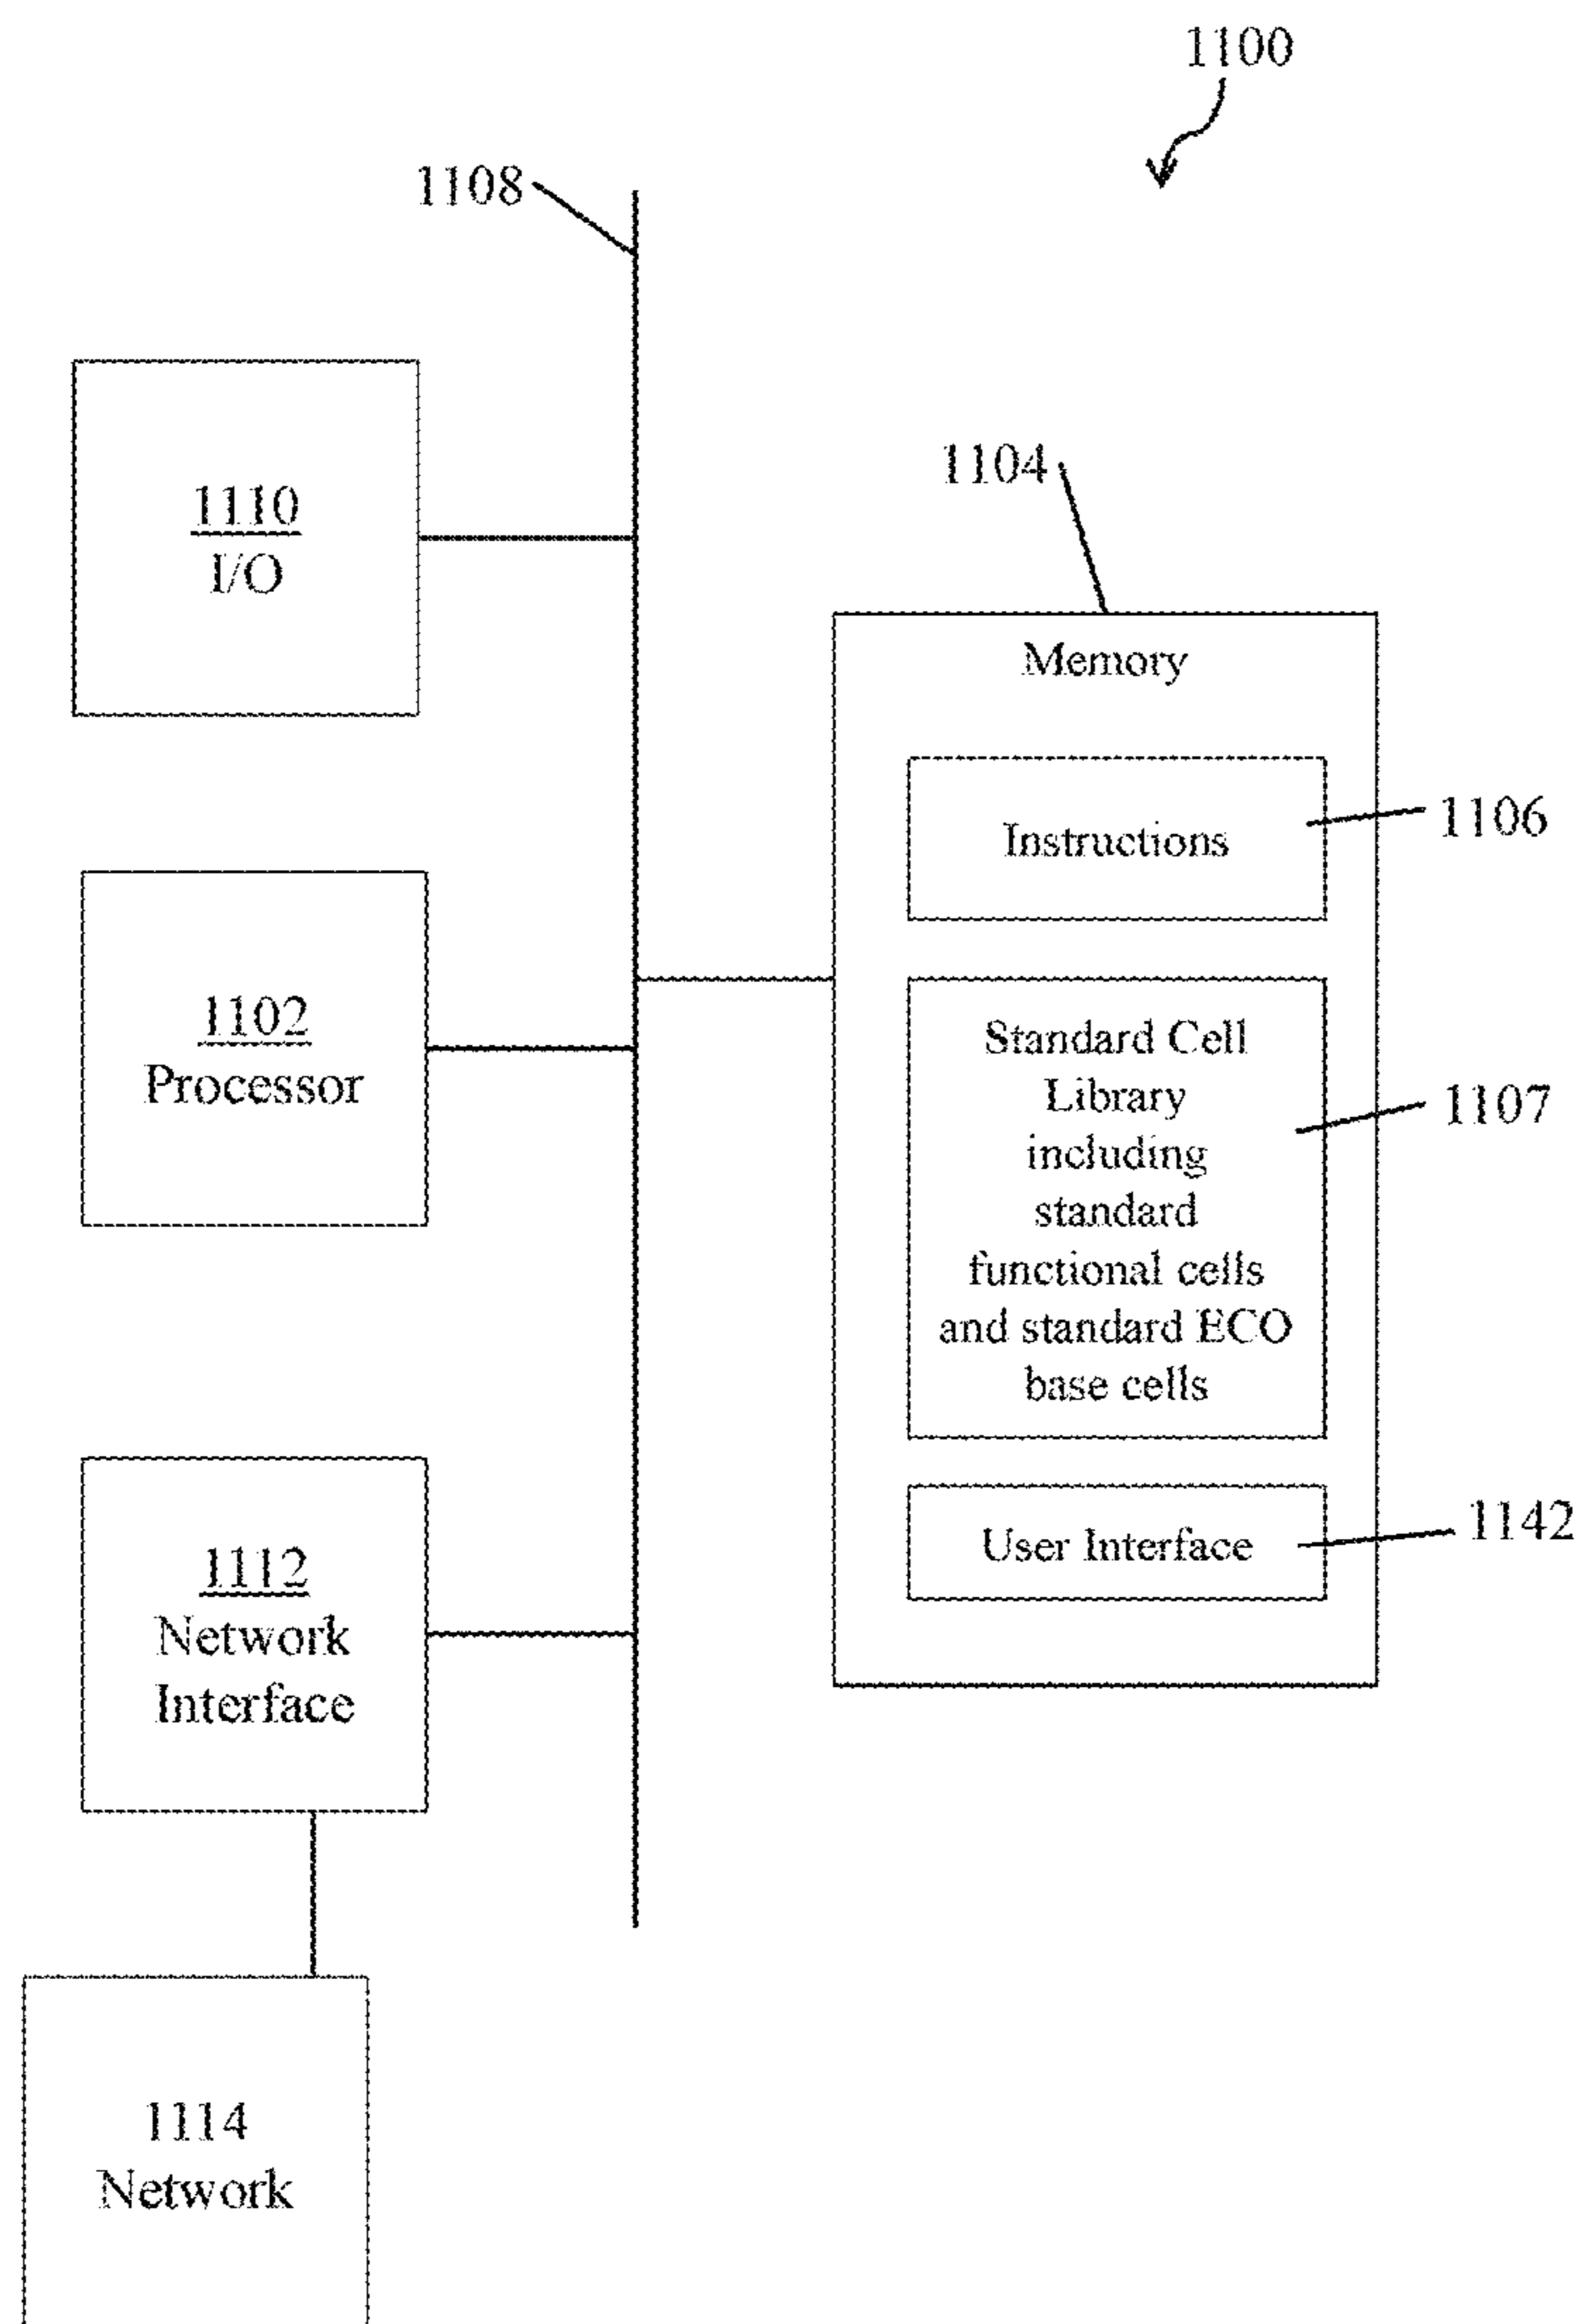 1100
1108
1110
I/O
1104
Memory
Instructions
1106
1102
Processor
Standard Cell
Library
including
standard
functional cells
and standard ECO
base cells
1107
1112
Network
Interface
User Interface
1142
1114
Network